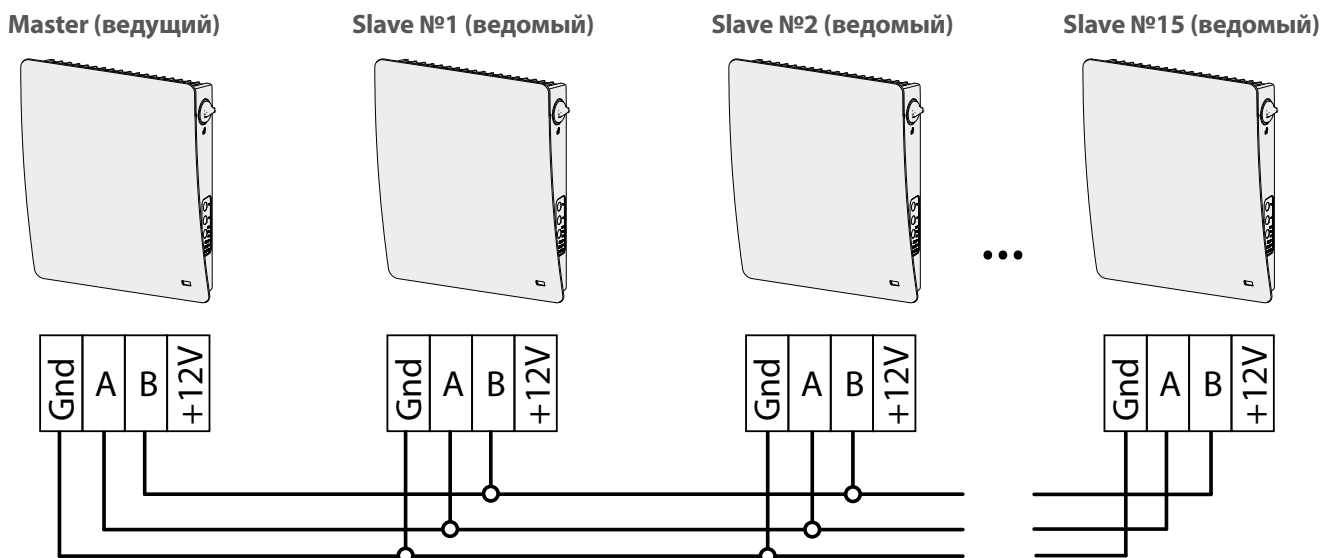 Master (ведущий)
Slave №1 (ведомый)
Slave №2 (ведомый)
Slave №15 (ведомый)
...
Gnd A B +12V
Gnd A B +12V
Gnd A B +12V
Gnd A B +12V